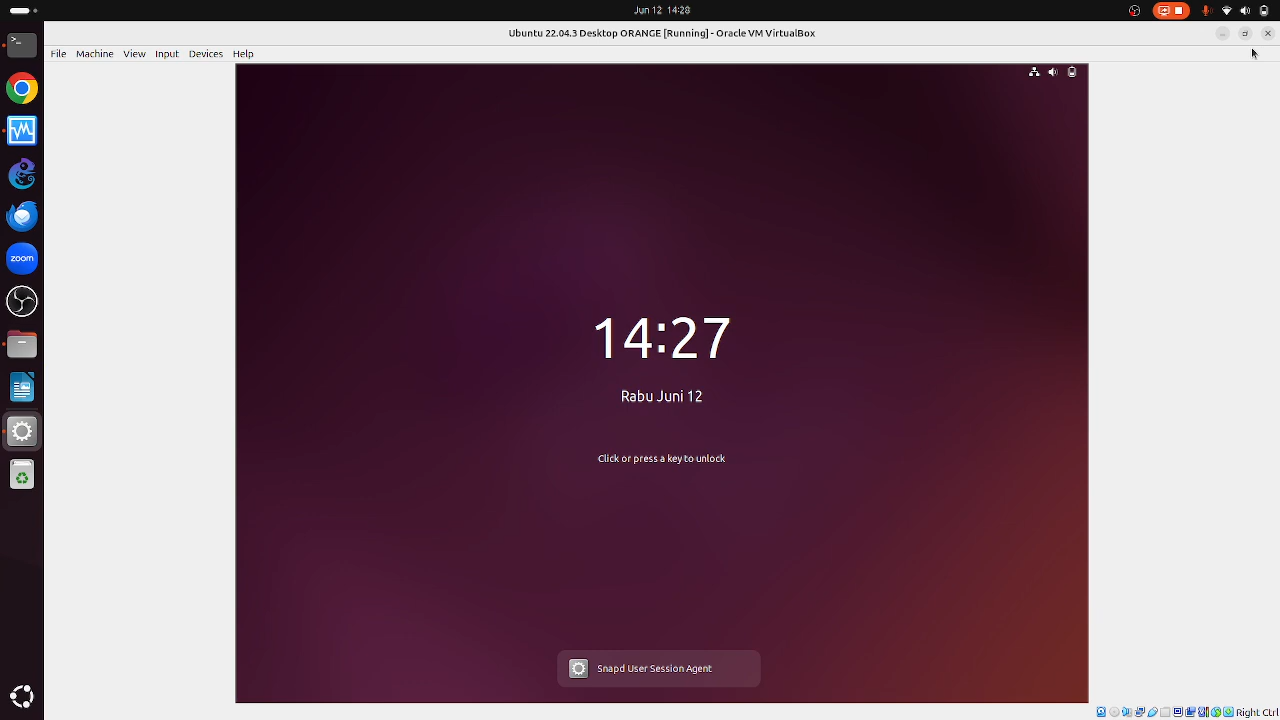 Jun 12 14:28
Ubuntu 22.04.3 Desktop ORANGE [Running] - Oracle VM VirtualBox
File Machine View Input Devices Help
zoom
14:27
Rabu Juni 12
Click or press a key to unlock
Snapd User Session Agent
Right Ctrl